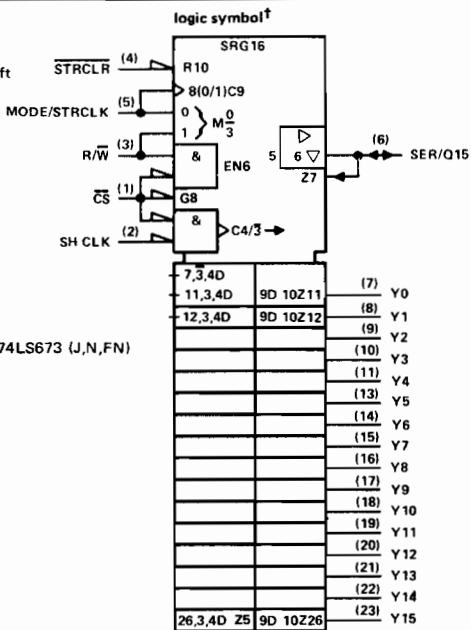 logic symbol†
SRG16
ft
S̅T̅R̅C̅L̅R̅ (4) R10
8(0/1)C9
MODE/STRCLK (5) 0 } M 0/3
1
R/W̅ (3) & EN6
5 6 ▽ (6) SER/Q15
Z7
C̅S̅ (1) G8
SH CLK (2) & C4/3̅ →
7,3̅,4D
11,3,4D 9D 10Z11 (7) Y0
12,3,4D 9D 10Z12 (8) Y1
(9) Y2
74LS673 (J,N,FN) (10) Y3
(11) Y4
(13) Y5
(14) Y6
(15) Y7
(16) Y8
(17) Y9
(18) Y10
(19) Y11
(20) Y12
(21) Y13
(22) Y14
26,3,4D Z5 9D 10Z26 (23) Y15